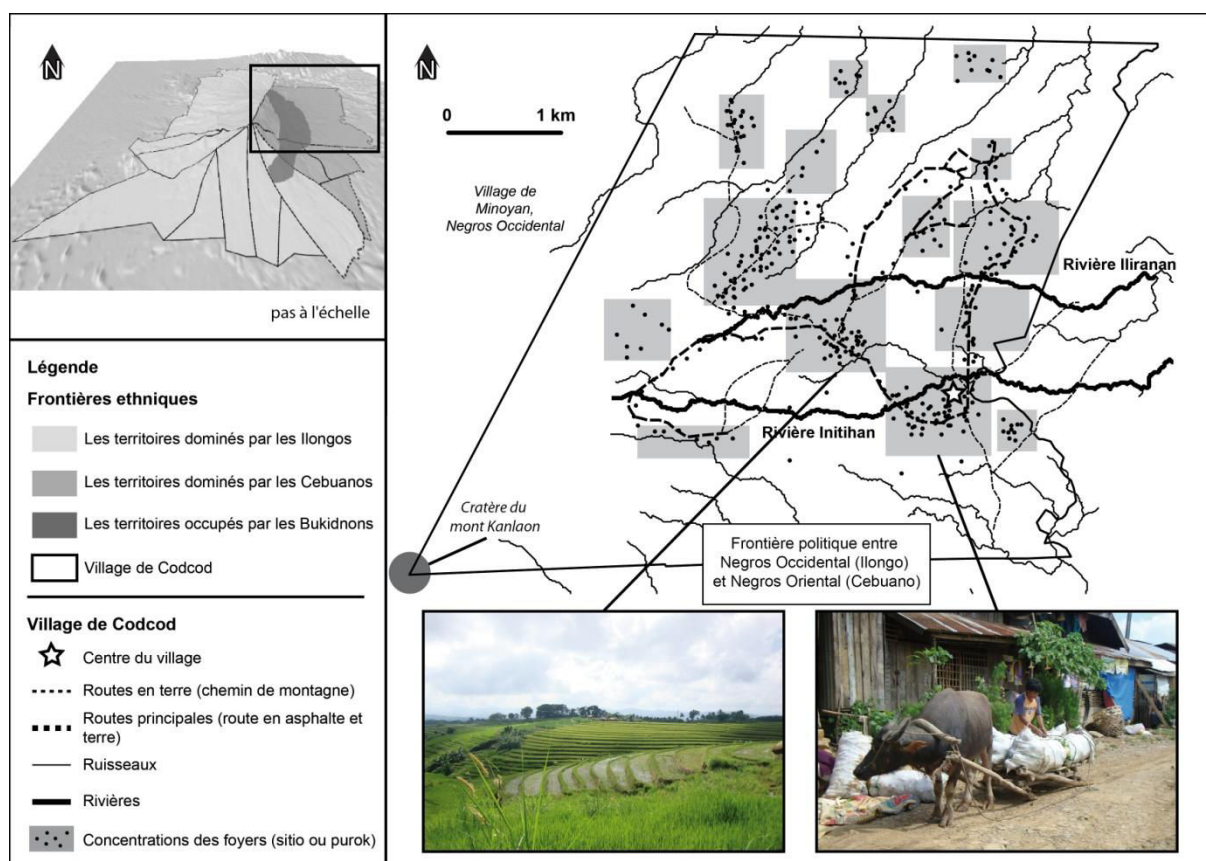 N
pas à l'échelle
Légende
Frontières ethniques
Les territoires dominés par les Ilongos
Les territoires dominés par les Cebuanos
Les territoires occupés par les Bukidnons
Village de Codcod
Village de Codcod
Centre du village
Routes en terre (chemin de montagne)
Routes principales (route en asphalte et
terre)
Ruisseaux
Rivières
Concentrations des foyers (sitio ou purok)
N
0 1 km
Village de
Minoyan,
Negros Occidental
Rivière Iliranan
Rivière Initihan
Cratère du
mont Kanlaon
Frontière politique entre
Negros Occidental (Ilongo)
et Negros Oriental (Cebuano)